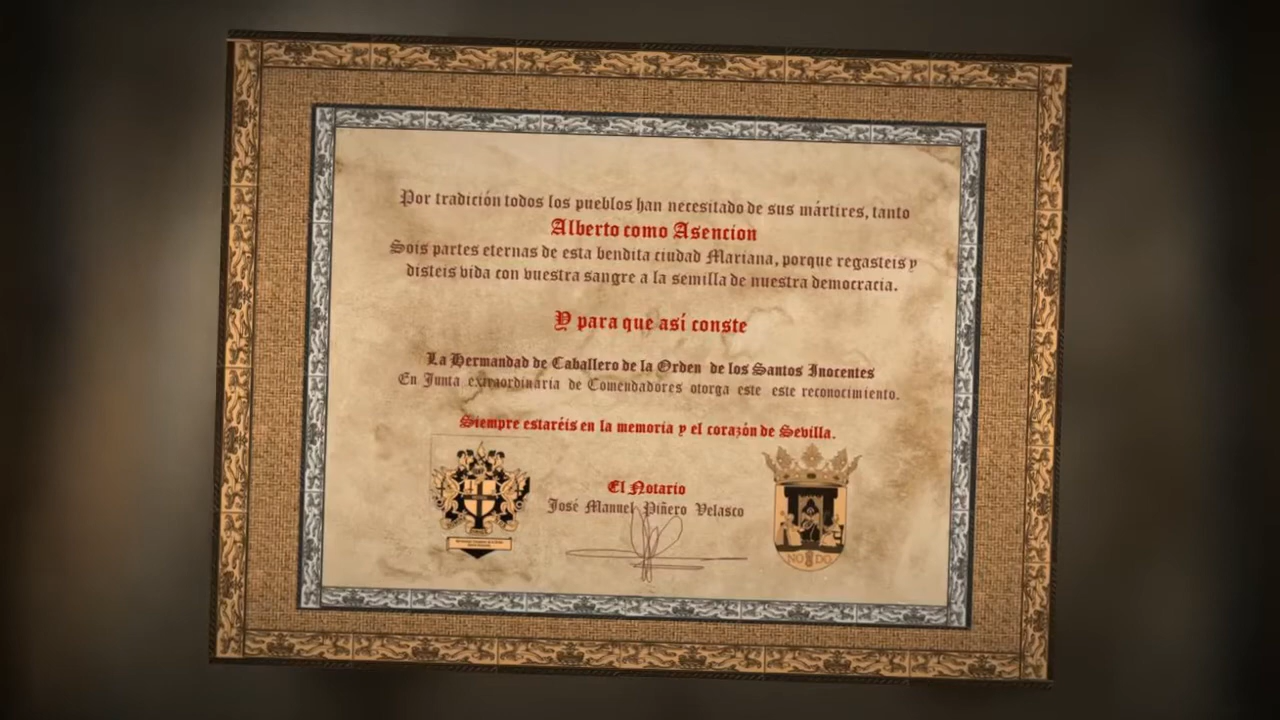 Por tradición todos los pueblos han necesitado de sus mártires, tanto
Alberto como Asencion
Sois partes eternas de esta bendita ciudad Mariana, porque regasteis y
disteis vida con vuestra sangre a la semilla de nuestra democracia.
Y para que así conste
La Hermandad de Caballero de la Orden de los Santos Inocentes
En Junta extraordinaria de Comendadores otorga este este reconocimiento.
Siempre estaréis en la memoria y el corazón de Sevilla.
El Notario
José Manuel Piñero Velasco
NO DO